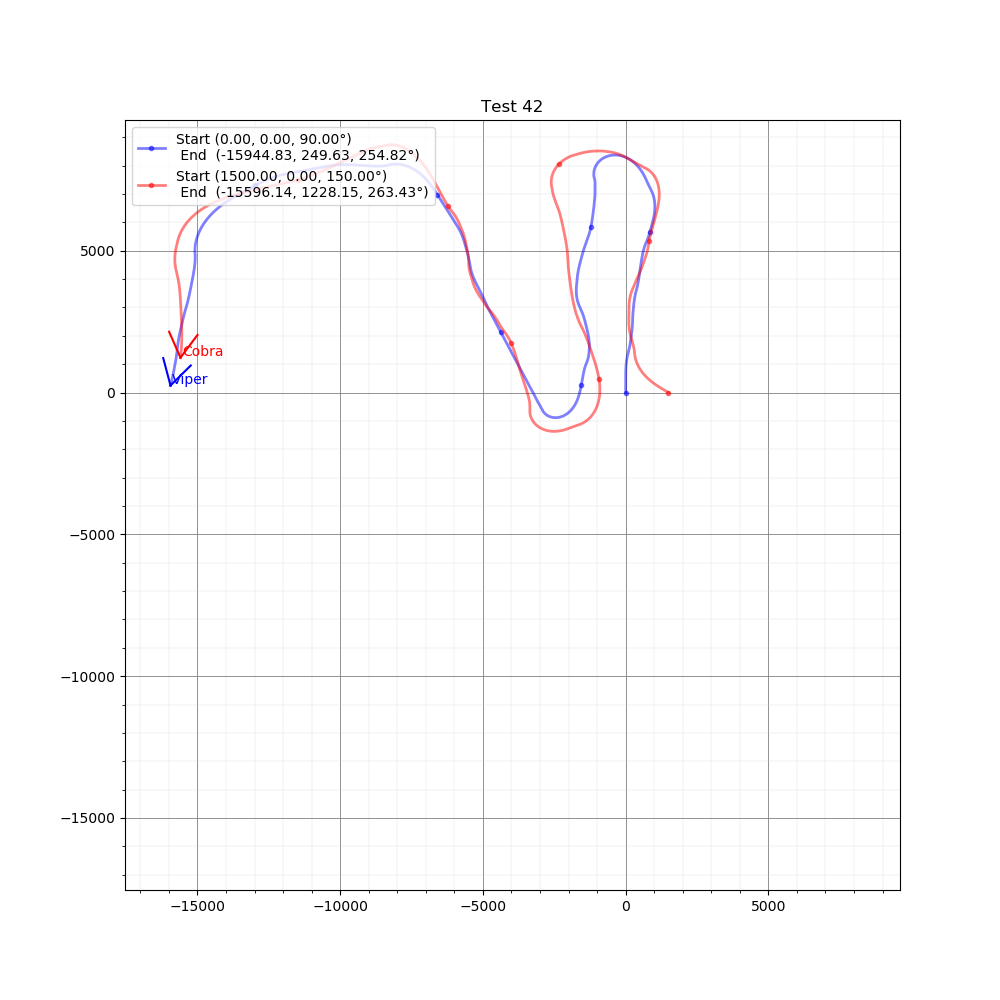 Test 42
Start (0.00, 0.00, 90.00°)
End  (-15944.83, 249.63, 254.82°)
Start (1500.00, 0.00, 150.00°)
End  (-15596.14, 1228.15, 263.43°)
5000
Cobra
Viper
0
−5000
−10000
−15000
−15000 −10000 −5000 0 5000